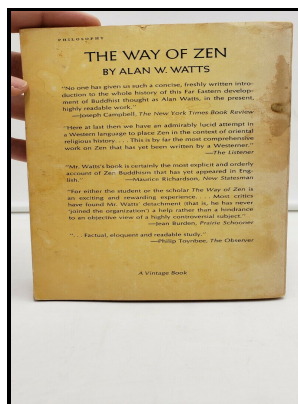 PHILOSOPHY
THE WAY OF ZEN
BY ALAN W. WATTS
"No one has given us such a concise, freshly written intro-
duction to the whole history of this Far Eastern develop-
ment of Buddhist thought as Alan Watts, in the present,
highly readable work."
—Joseph Campbell, The New York Times Book Review
"Here at last then we have an admirably lucid attempt in
a Western language to place Zen in the context of oriental
religious history. . . . This is by far the most comprehensive
work on Zen that has yet been written by a Westerner."
—The Listener
"Mr. Watts's book is certainly the most explicit and orderly
account of Zen Buddhism that has yet appeared in Eng-
lish."—Maurice Richardson, New Statesman
"For either the student or the scholar The Way of Zen is
an exciting and rewarding experience. . . . Most critics
have found Mr. Watts' detachment (that is, he has never
'joined the organization') a help rather than a hindrance
to an objective view of a highly controversial subject."
—Jean Burden, Prairie Schooner
". . . Factual, eloquent and readable study."
—Philip Toynbee, The Observer
A Vintage Book